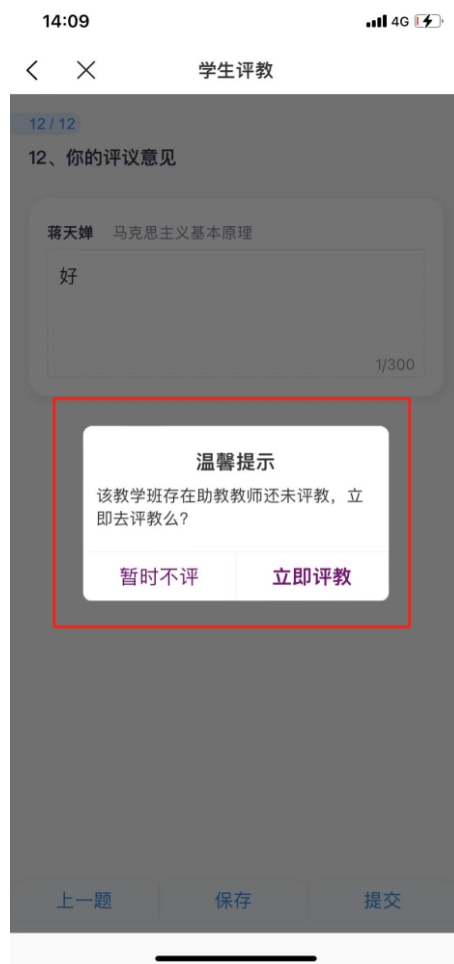 14:09
4G
学生评教
12 / 12
12、你的评议意见
蒋天婵 马克思主义基本原理
好
1/300
温馨提示
该教学班存在助教教师还未评教，立
即去评教么？
暂时不评 立即评教
上一题 保存 提交